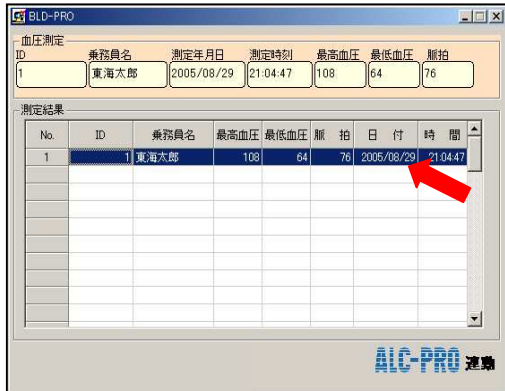 BLD-PRO
血圧測定
ID 乗務員名 測定年月日 測定時刻 最高血圧 最低血圧 脈拍
1 東海太郎 2005/08/29 21:04:47 108 64 76
測定結果
No. ID 乗務員名 最高血圧 最低血圧 脈 拍 日 付 時 間
1 1 東海太郎 108 64 76 2005/08/29 21:04:47
ALC-PRO 連動